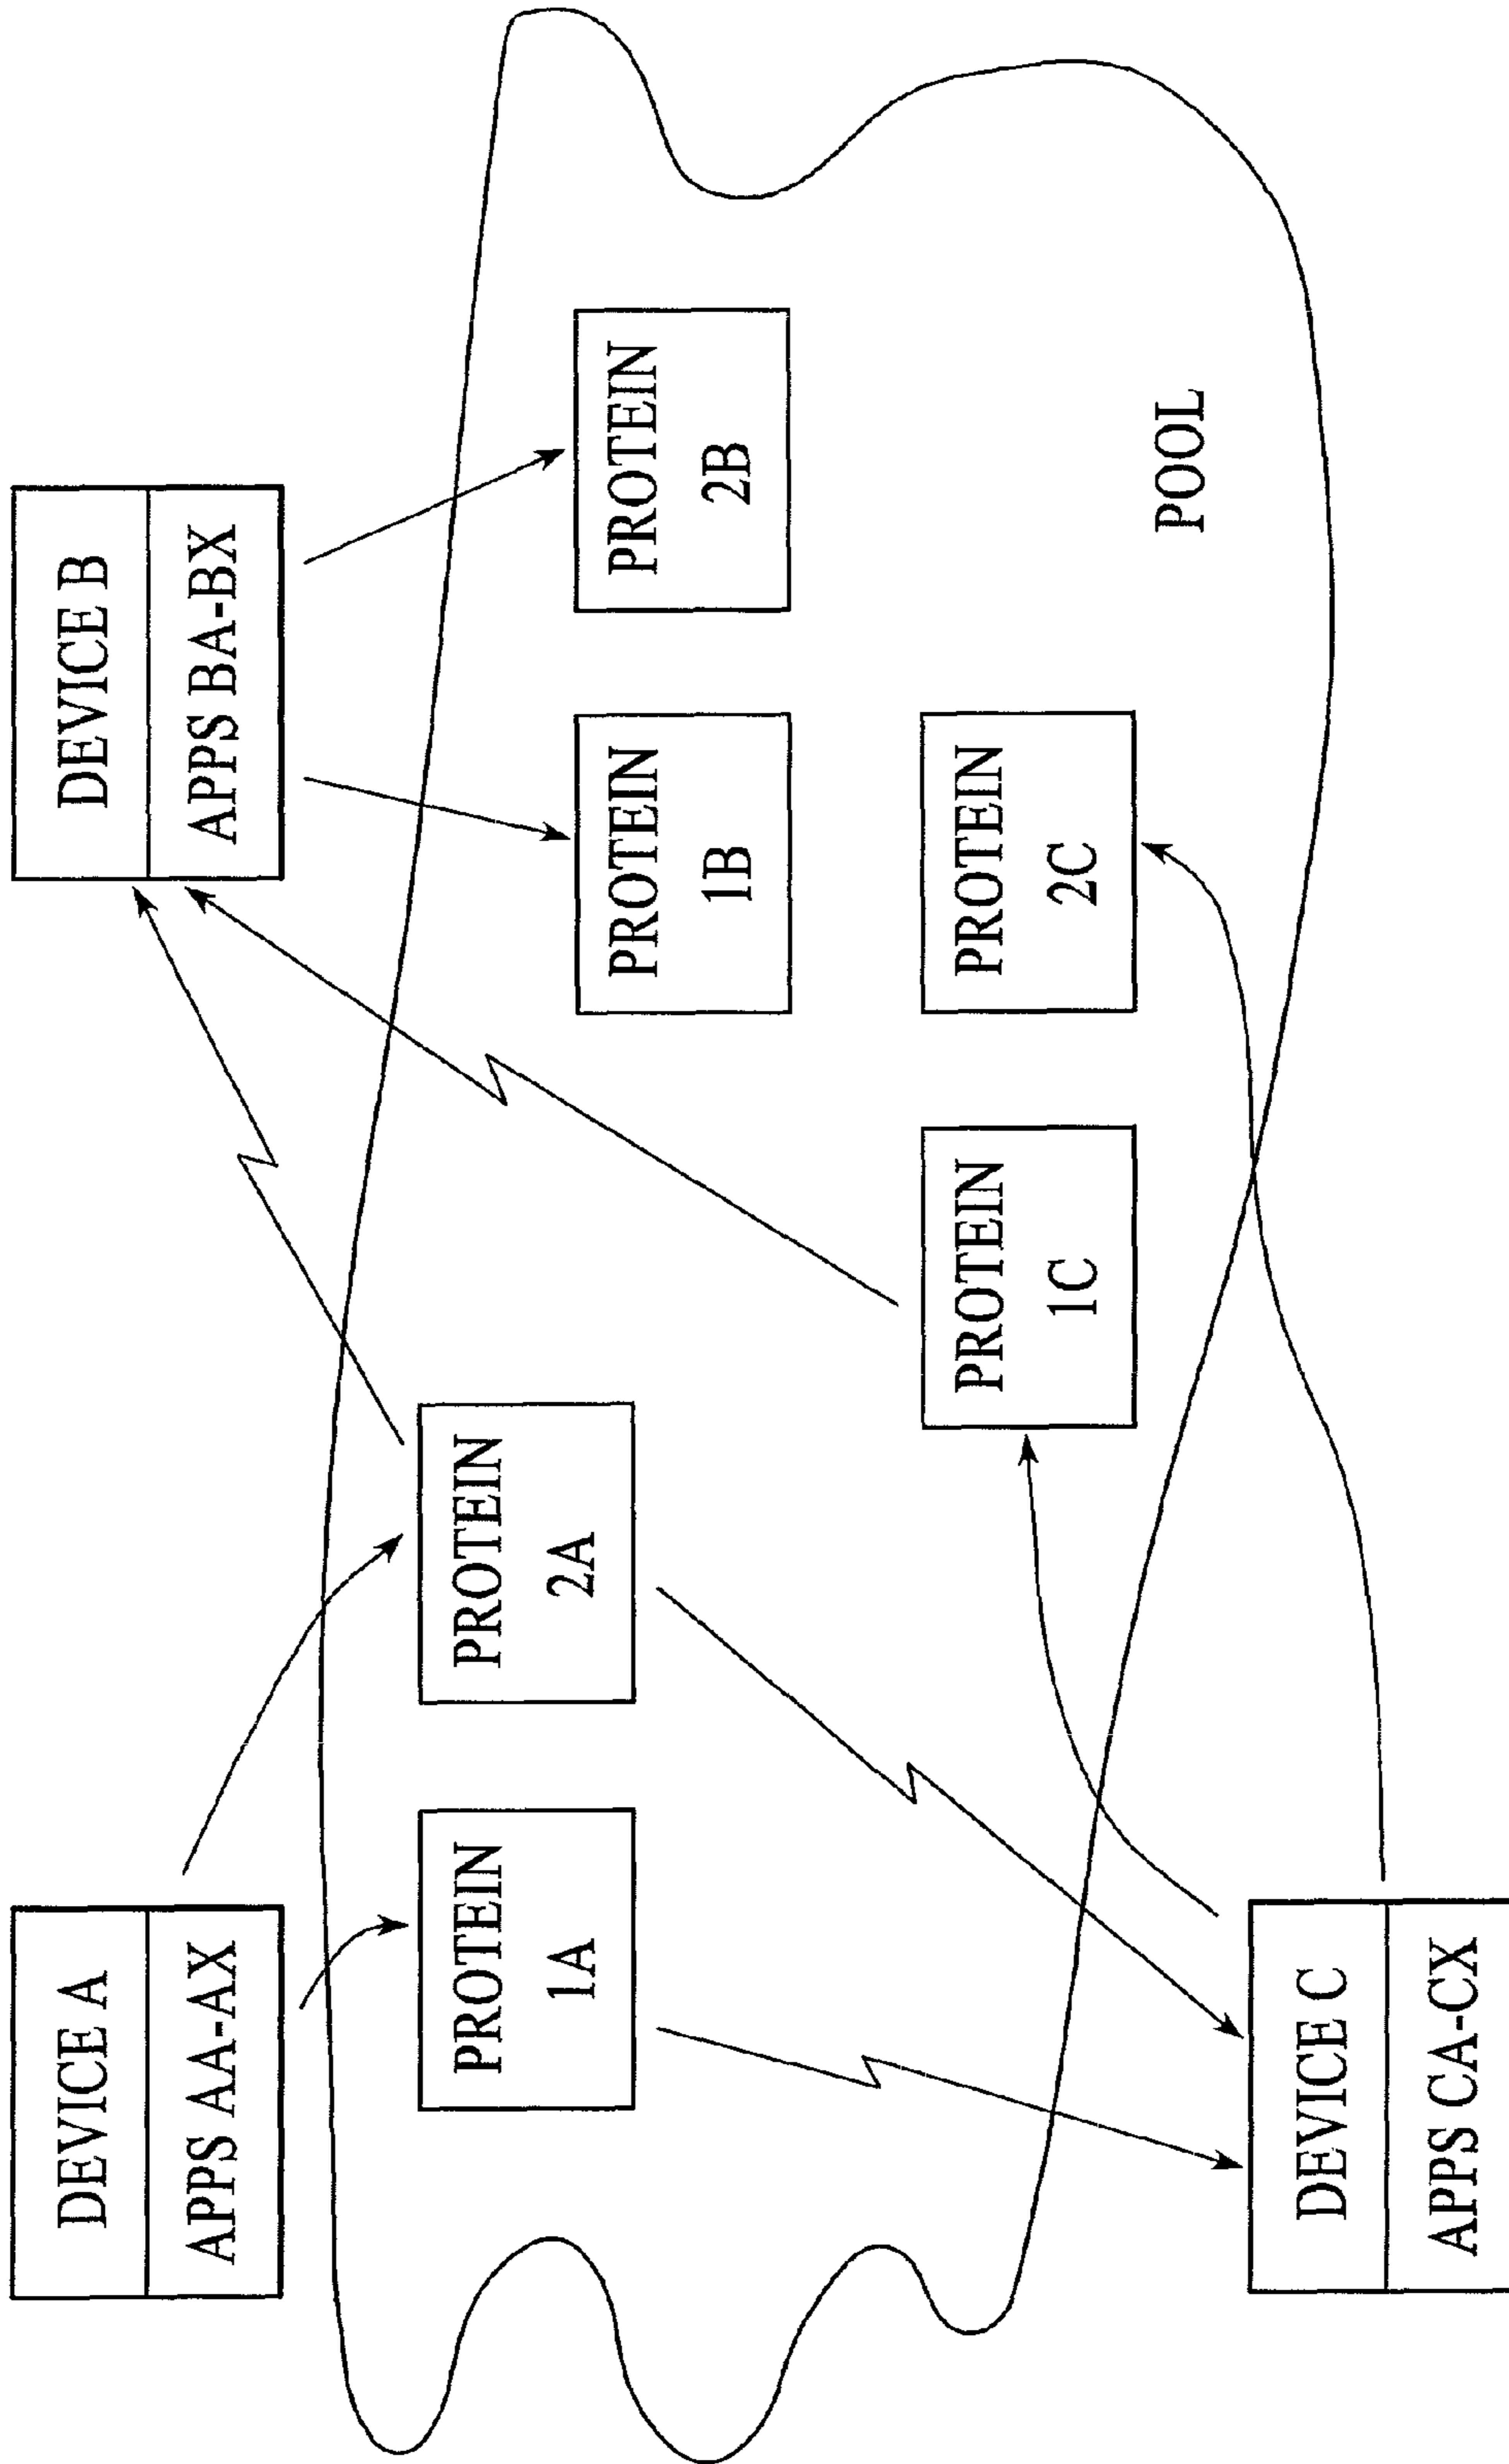 DEVICE A
APPS AA-AX
DEVICE B
APPS BA-BX
PROTEIN
1A
PROTEIN
2A
PROTEIN
1B
PROTEIN
2B
PROTEIN
1C
PROTEIN
2C
POOL
DEVICE C
APPS CA-CX